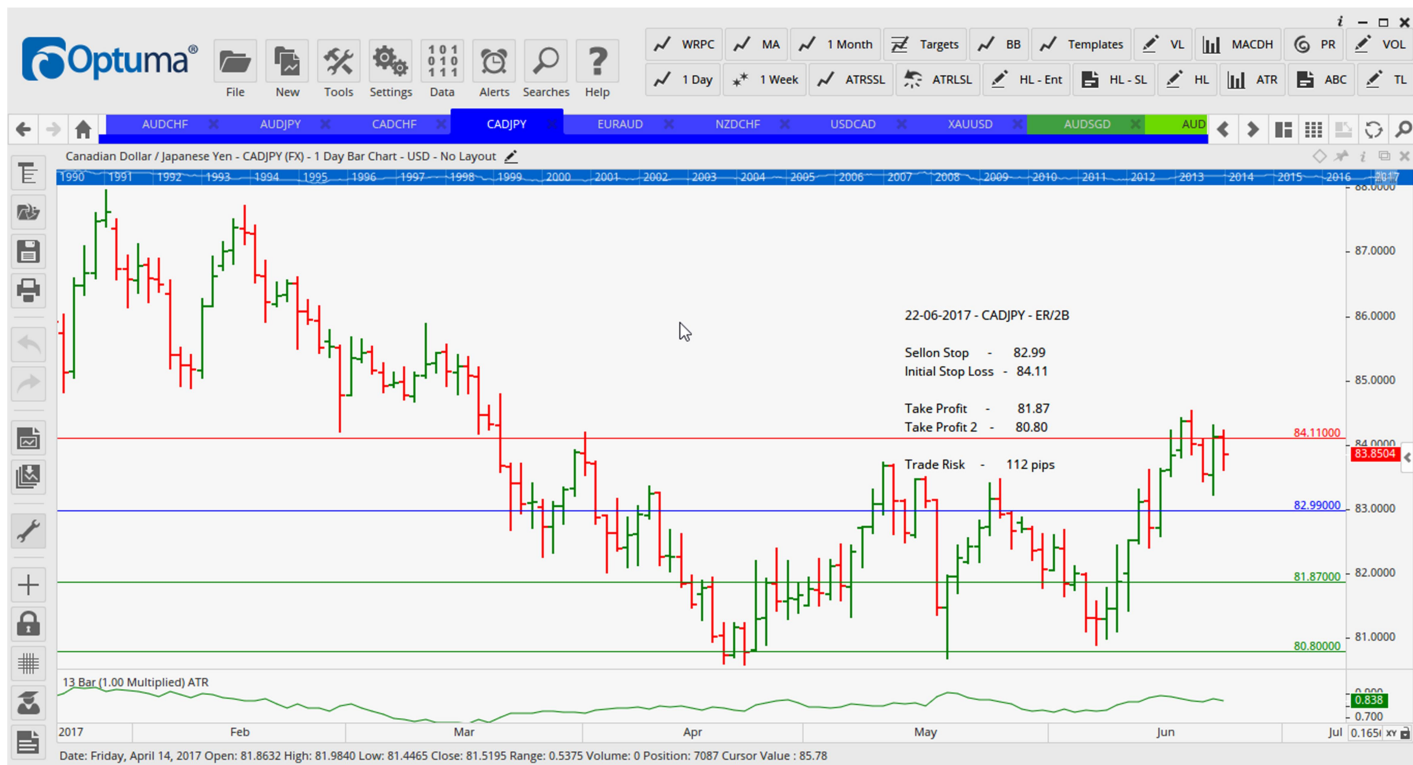 Optuma®
File New Tools Settings Data Alerts Searches Help
WRPC MA 1 Month Targets BB Templates VL MACDH PR VOL
1 Day 1 Week ATRSSL ATRLSL HL - Ent HL - SL HL ATR ABC TL
AUDCHF AUDJPY CADCHF CADJPY EURAUD NZDCHF USDCAD XAUUSD AUDSGD AUD
Canadian Dollar / Japanese Yen - CADJPY (FX) - 1 Day Bar Chart - USD - No Layout
1990 1991 1992 1993 1994 1995 1996 1997 1998 1999 2000 2001 2002 2003 2004 2005 2006 2007 2008 2009 2010 2011 2012 2013 2014 2015 2016 2017
88.0000
87.0000
22-06-2017 - CADJPY - ER/2B
86.0000
Sellon Stop - 82.99
Initial Stop Loss - 84.11
85.0000
Take Profit - 81.87
Take Profit 2 - 80.80
84.11000
84.0000
83.8504
Trade Risk - 112 pips
82.99000
83.0000
81.87000
82.0000
81.0000
80.80000
13 Bar (1.00 Multiplied) ATR
0.838
0.700
2017 Feb Mar Apr May Jun Jul
Date: Friday, April 14, 2017 Open: 81.8632 High: 81.9840 Low: 81.4465 Close: 81.5195 Range: 0.5375 Volume: 0 Position: 7087 Cursor Value : 85.78